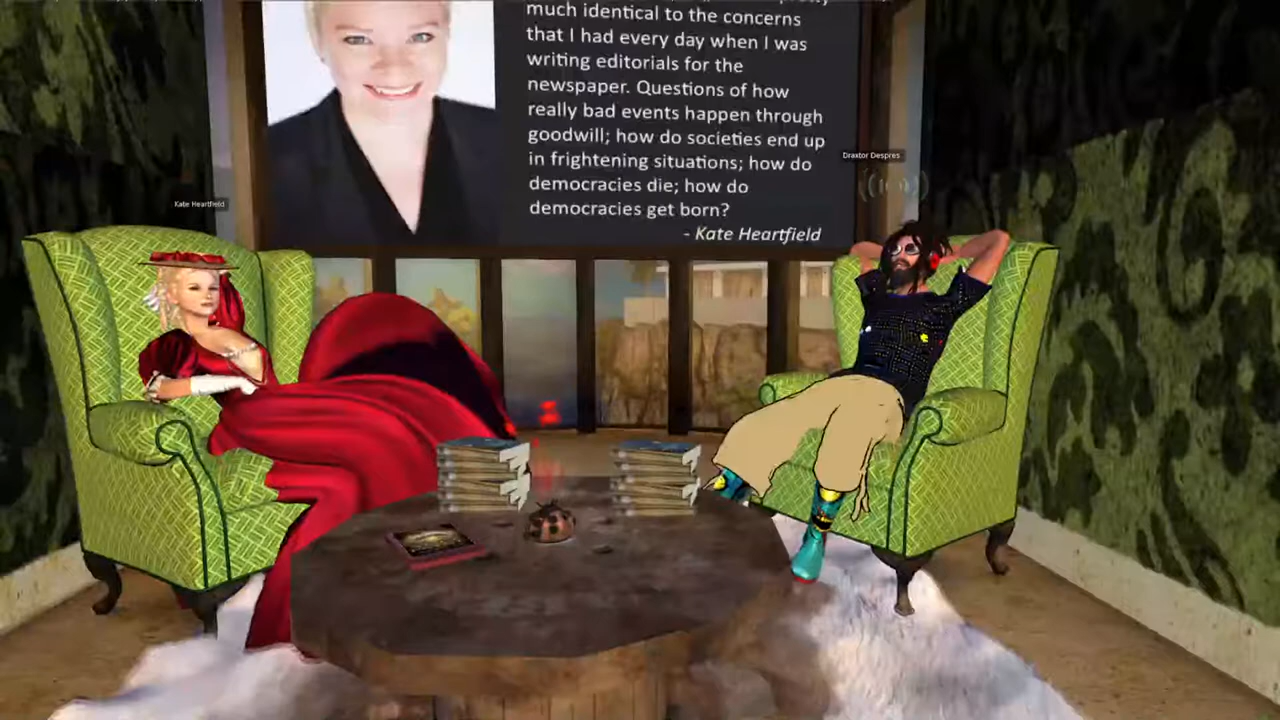 much identical to the concerns
that I had every day when I was
writing editorials for the
newspaper. Questions of how
really bad events happen through
goodwill; how do societies end up
in frightening situations; how do
democracies die; how do
democracies get born?
- Kate Heartfield
Draxtor Despres
Kate Heartfield